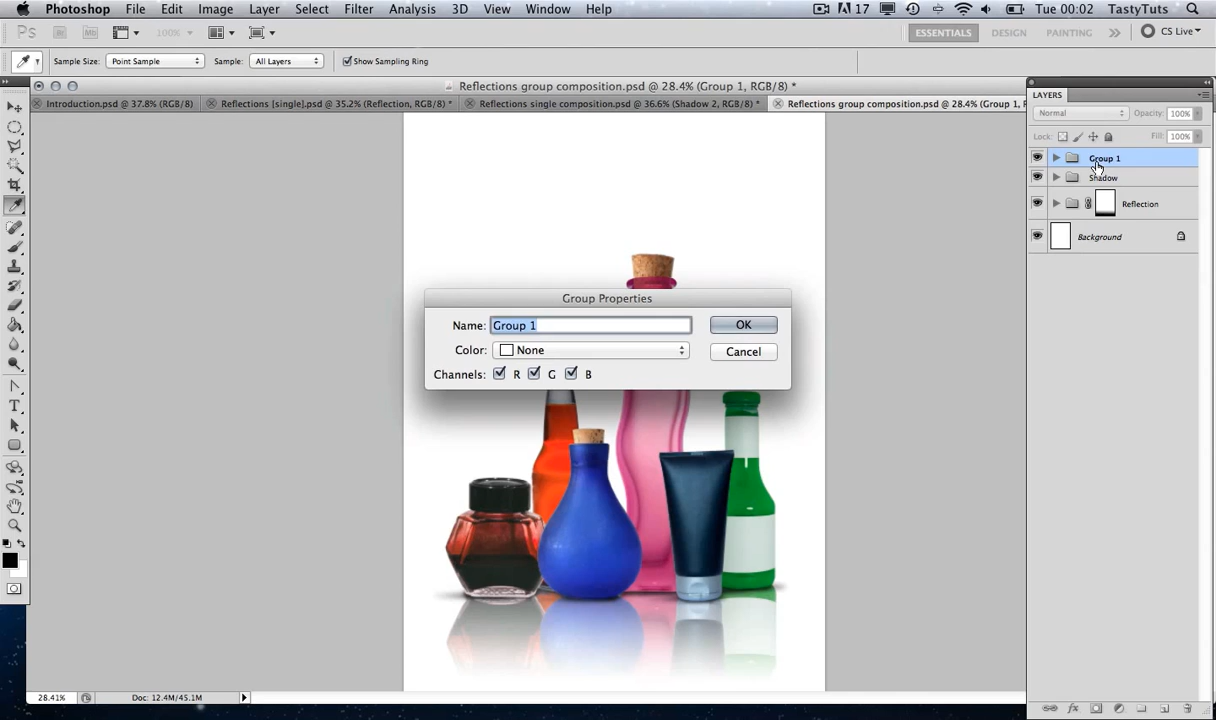 Photoshop File Edit Image Layer Select Filter Analysis 3D View Window Help 17 Tue 00:02 TastyTuts
Ps Br Mb 100% ESSENTIALS DESIGN PAINTING >> CS Live
Sample Size: Point Sample Sample: All Layers Show Sampling Ring
Reflections group composition.psd @ 28.4% (Group 1, RGB/8) *
Introduction.psd @ 37.8% (RGB/8) Reflections [single].psd @ 35.2% (Reflection, RGB/8) * Reflections single composition.psd @ 36.6% (Shadow 2, RGB/8) * Reflections group composition.psd @ 28.4% (Group 1, R
LAYERS
Normal Opacity: 100%
Lock: Fill: 100%
Group 1
Shadow
Reflection
Background
Group Properties
Name: Group 1 OK
Color: None Cancel
Channels: R G B
28.41% Doc: 12.4M/45.1M